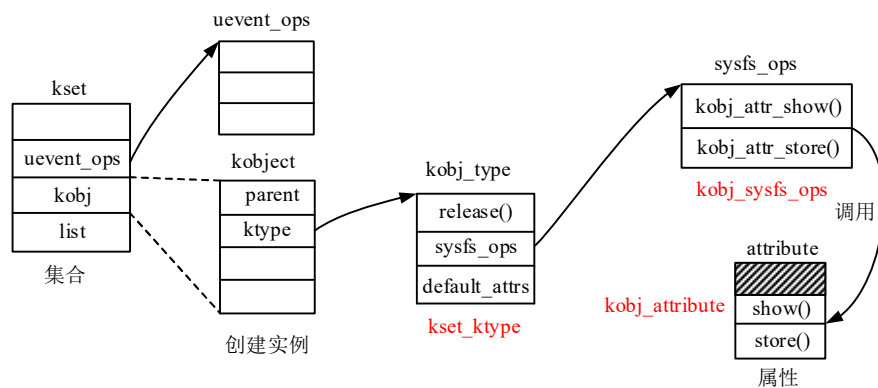 uevent_ops
kset
uevent_ops
kobj
list
集合
kobject
parent
ktype
创建实例
kobj_type
release()
sysfs_ops
default_attrs
kset_ktype
sysfs_ops
kobj_attr_show()
kobj_attr_store()
kobj_sysfs_ops
调用
attribute
kobj_attribute
show()
store()
属性